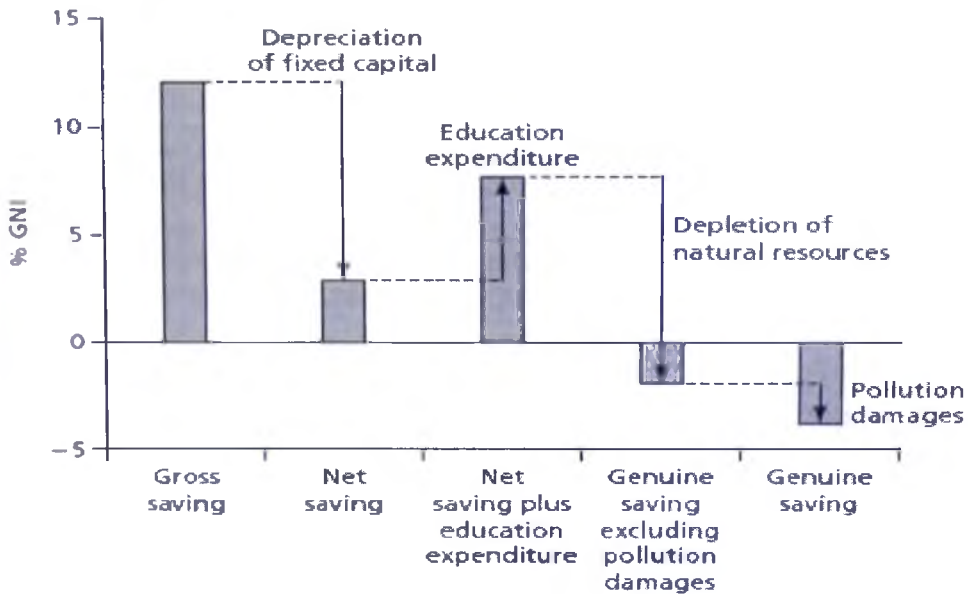 15
Depreciation
of fixed capital
10
Education
expenditure
% GNI
5
Depletion of
natural resources
0
Pollution
damages
−5
Gross
saving
Net
saving
Net
saving plus
education
expenditure
Genuine
saving
excluding
pollution
damages
Genuine
saving